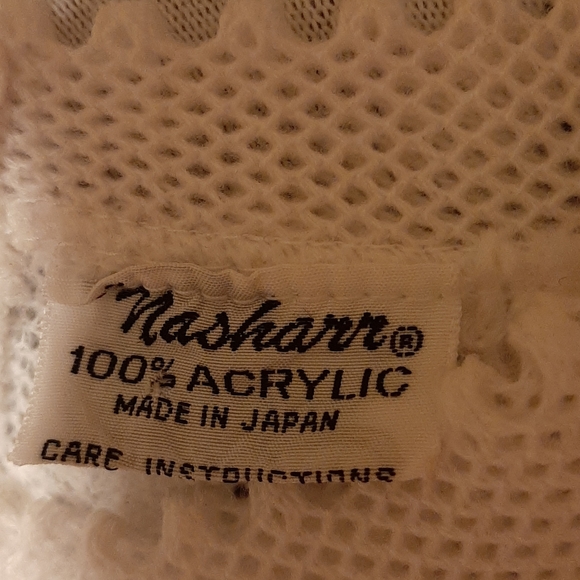 Nasharr®
100% ACRYLIC
MADE IN JAPAN
CARE INSTRUCTIONS